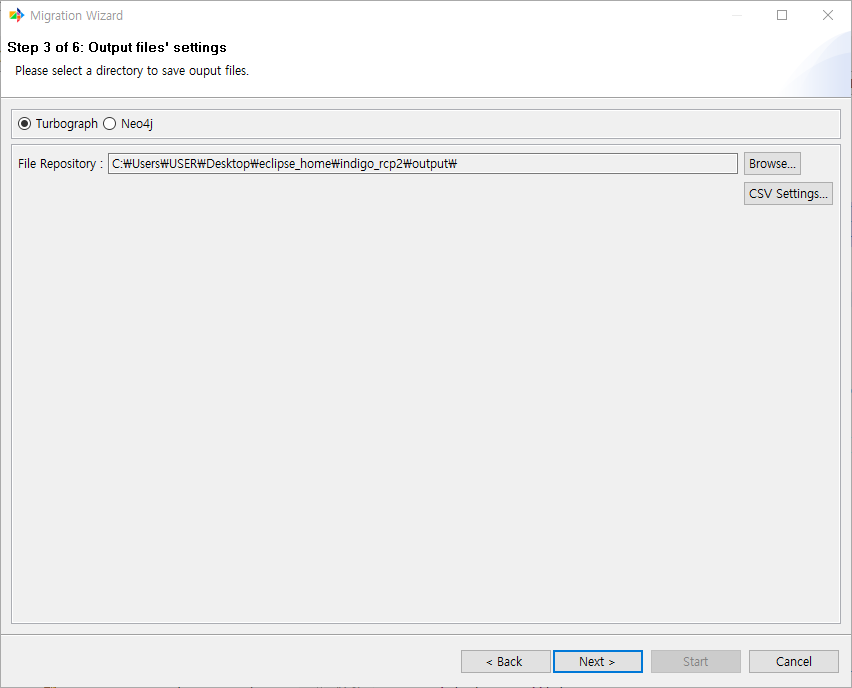 Migration Wizard
Step 3 of 6: Output files' settings
Please select a directory to save ouput files.
Turbograph Neo4j
File Repository : C:₩Users₩USER₩Desktop₩eclipse_home₩indigo_rcp2₩output₩ Browse...
CSV Settings...
< Back Next > Start Cancel